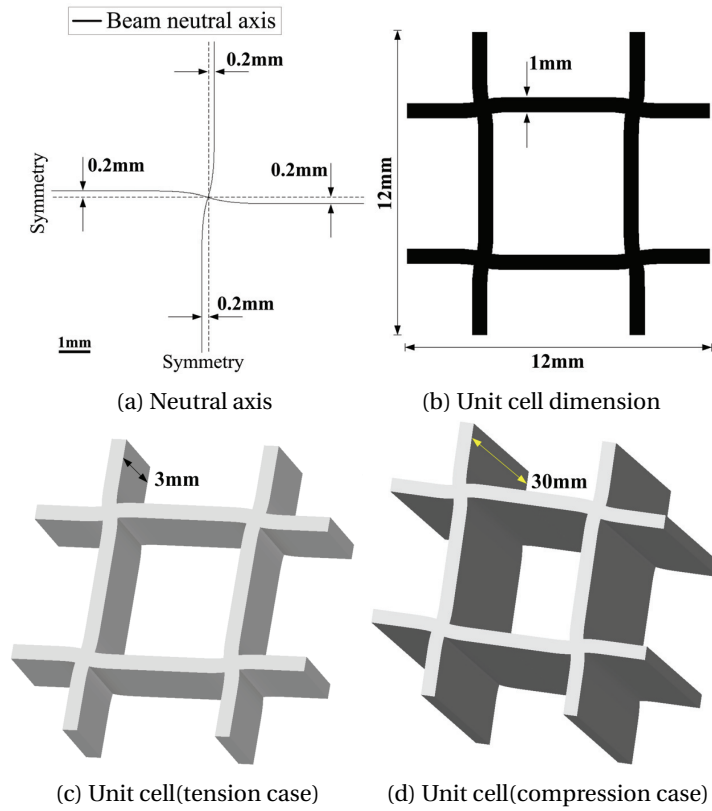 Beam neutral axis
0.2mm
0.2mm
0.2mm
Symmetry
0.2mm
1mm
Symmetry
(a) Neutral axis
1mm
12mm
12mm
(b) Unit cell dimension
3mm
(c) Unit cell(tension case)
30mm
(d) Unit cell(compression case)